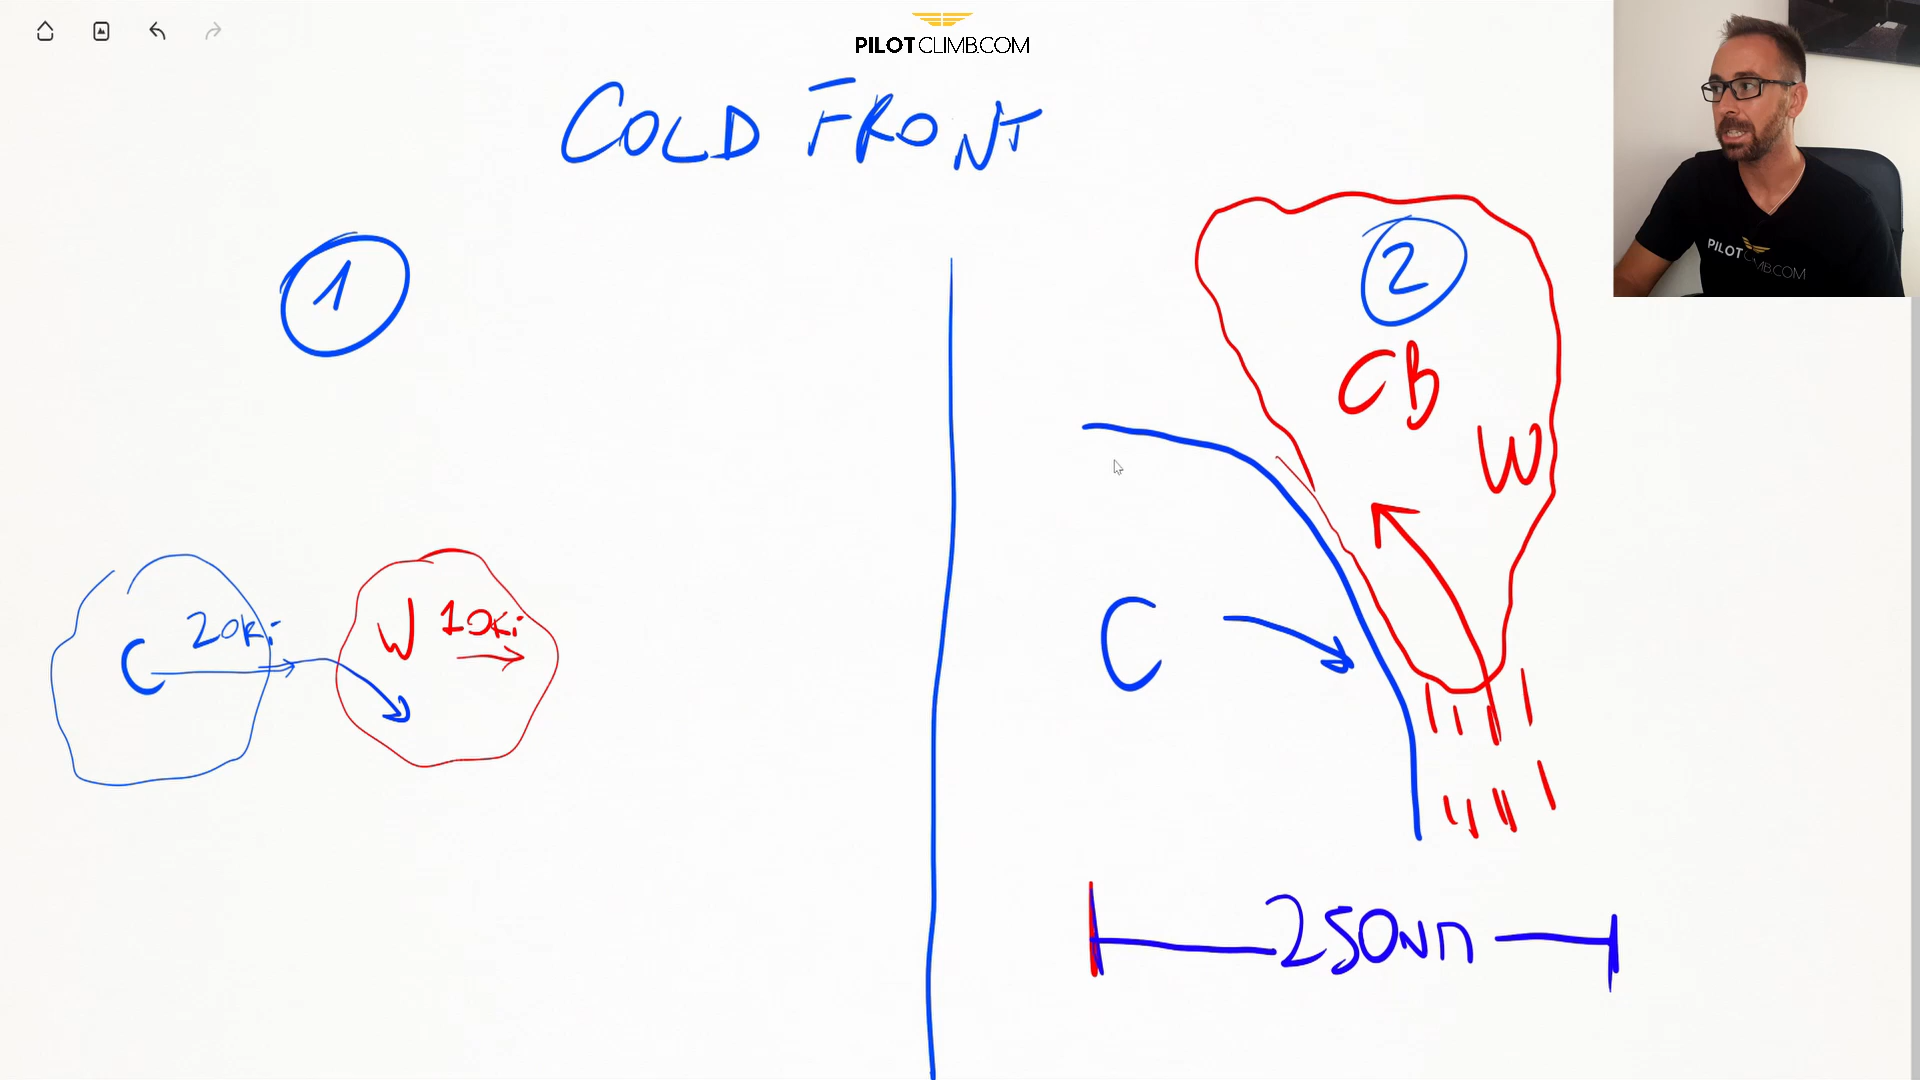 PILOTCLIMB.COM
COLD FRONT
1
2
CB
W
PILOTCLIMB.COM
C 20Kt
W 10Kt
C
250NM